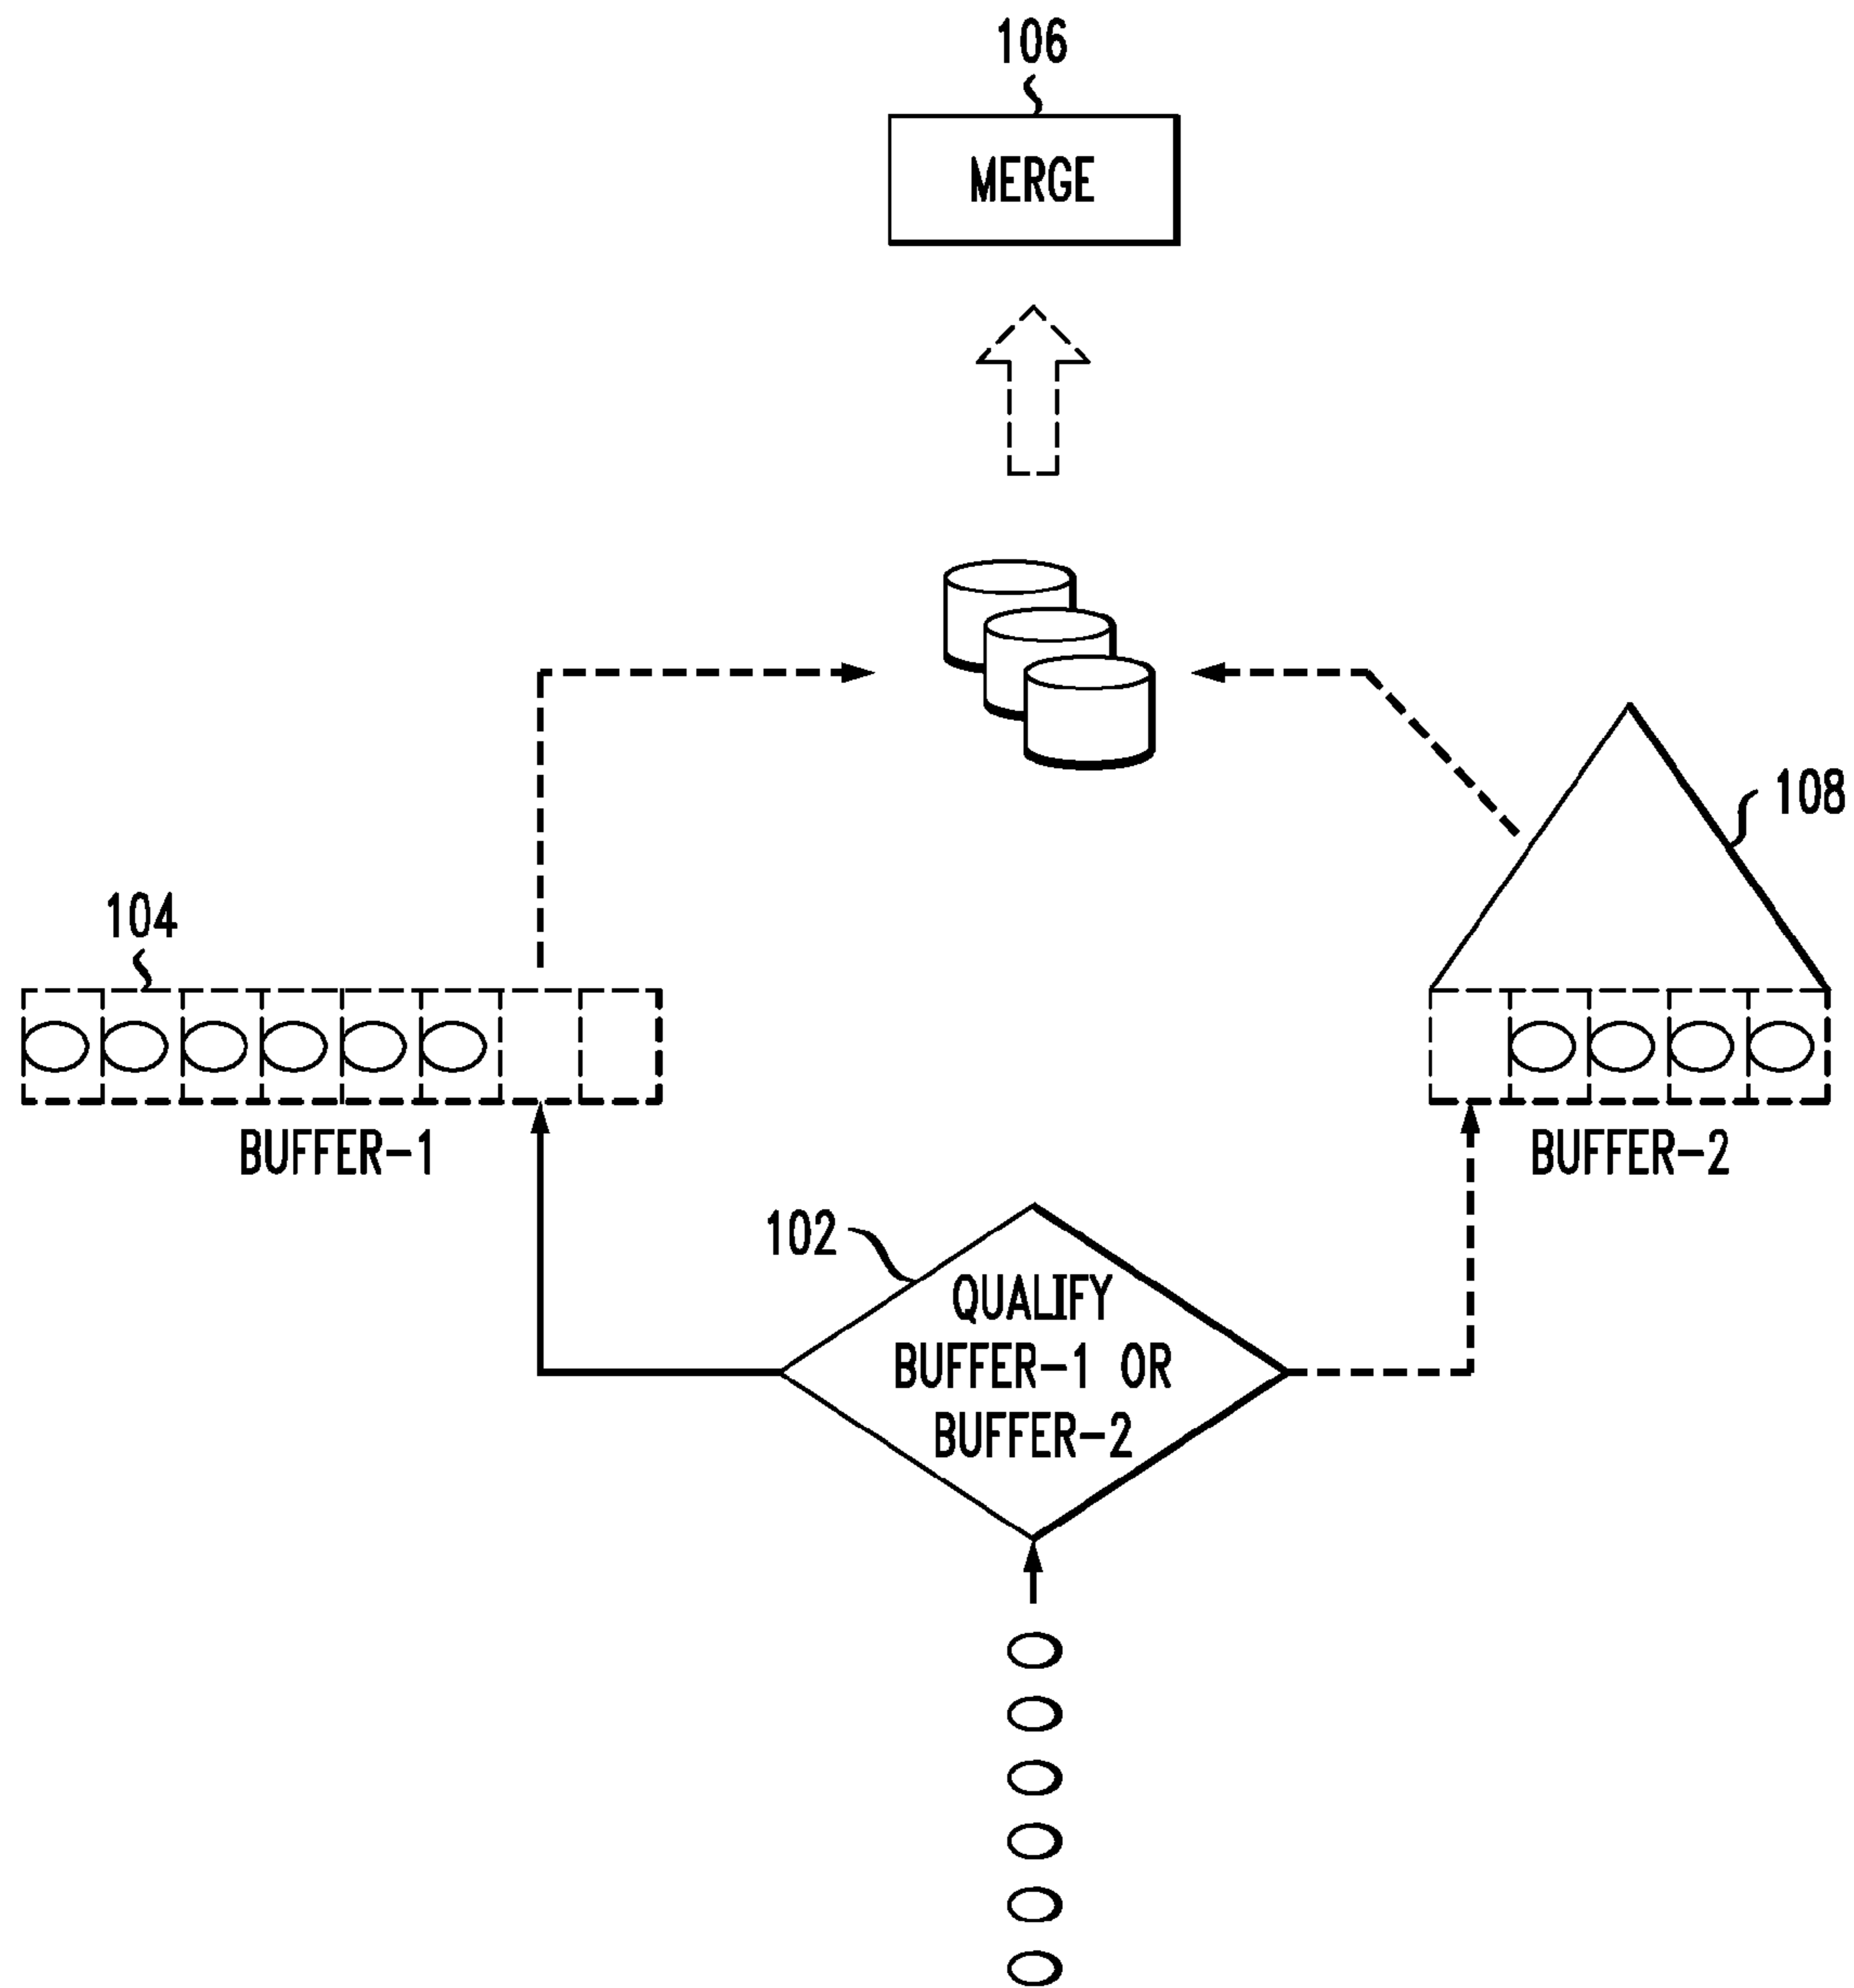 106
MERGE
108
104
BUFFER-1
BUFFER-2
102
QUALIFY
BUFFER-1 OR
BUFFER-2